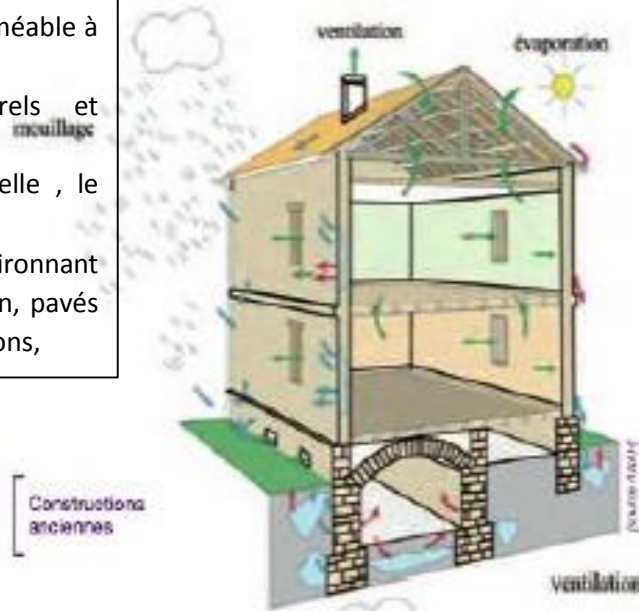 néable à
rels et
elle , le
ironnant
n, pavés
ons,
mouillage
ventilation
évaporation
Constructions
anciennes
ventilation